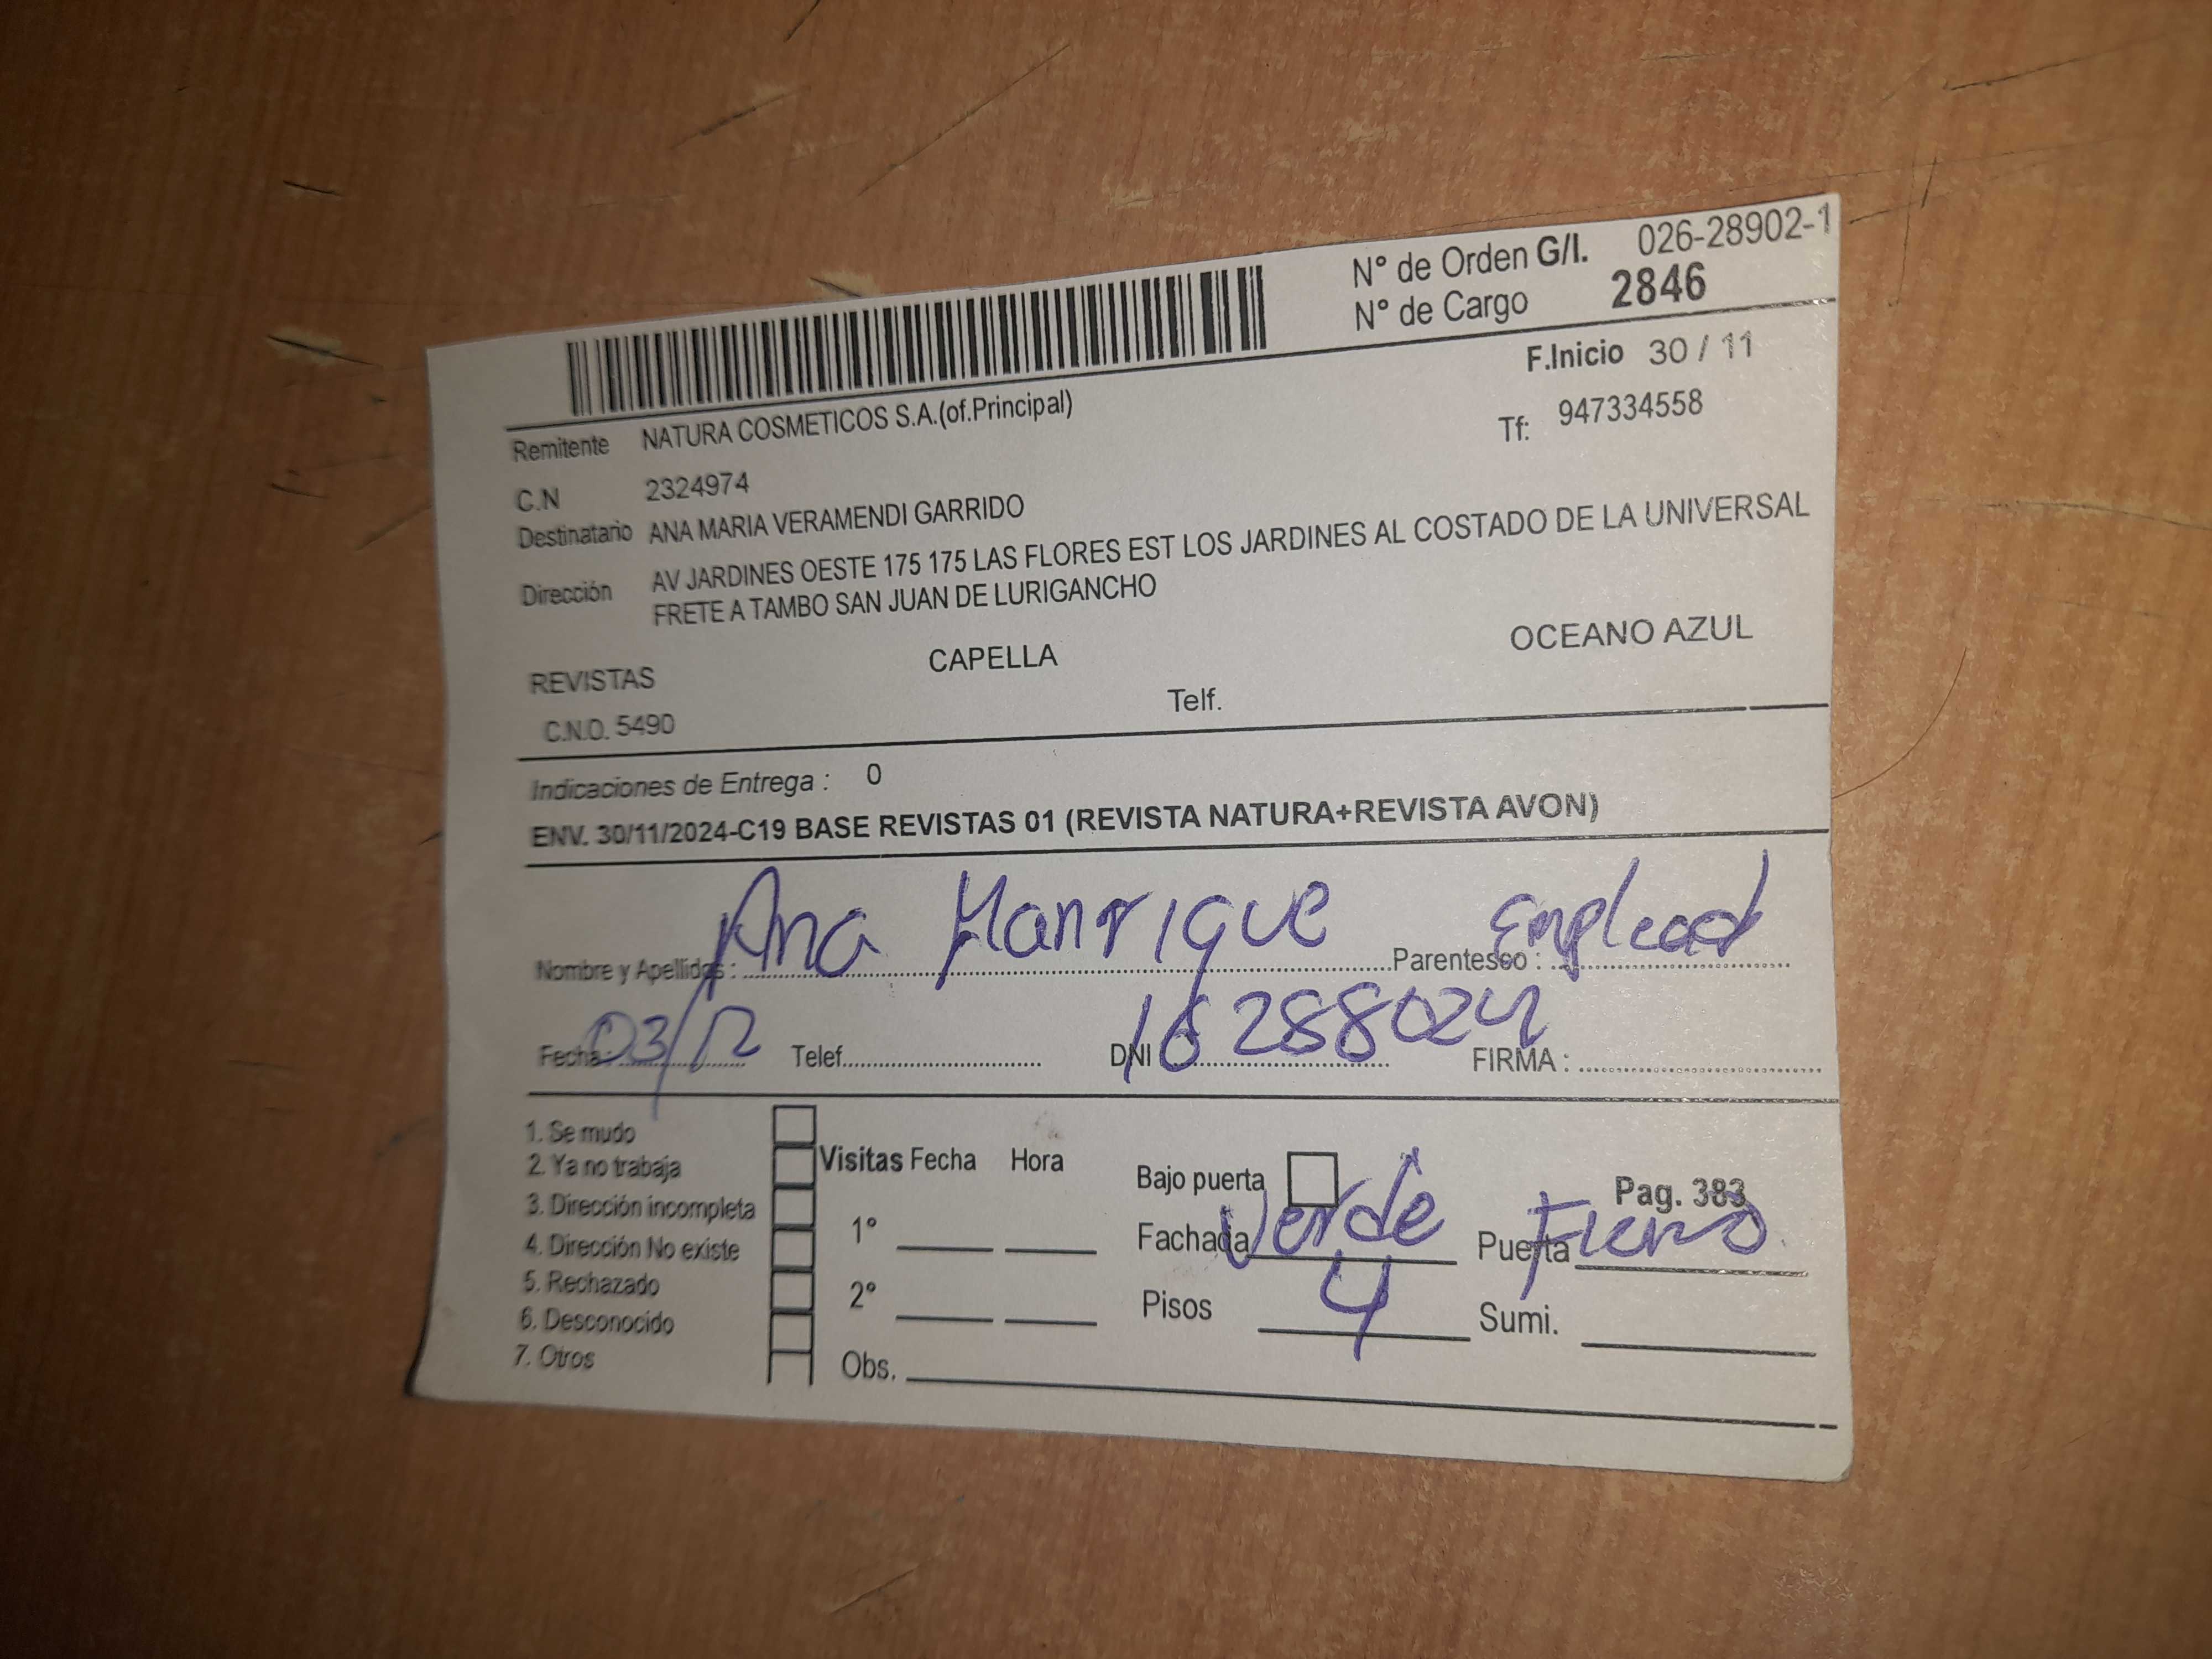 N° de Orden G/I. 026-28902-1
N° de Cargo 2846
F.Inicio 30 / 11
Remitente NATURA COSMETICOS S.A.(of.Principal)
Tf: 947334558
C.N 2324974
Destinatario ANA MARIA VERAMENDI GARRIDO
Dirección AV JARDINES OESTE 175 175 LAS FLORES EST LOS JARDINES AL COSTADO DE LA UNIVERSAL
FRETE A TAMBO SAN JUAN DE LURIGANCHO
REVISTAS CAPELLA OCEANO AZUL
C.N.O. 5490 Telf.
Indicaciones de Entrega : 0
ENV. 30/11/2024-C19 BASE REVISTAS 01 (REVISTA NATURA+REVISTA AVON)
Nombre y Apellidos : Ana Manrique Parentesco : Emplead
Fecha: 03/12 Telef. DNI 16288024 FIRMA :
1. Se mudo
2. Ya no trabaja
3. Dirección incompleta
4. Dirección No existe
5. Rechazado
6. Desconocido
7. Otros
Visitas Fecha Hora
1°
2°
Obs.
Bajo puerta Pag. 383
Fachada Verde Puerta Fierro
Pisos 4 Sumi.